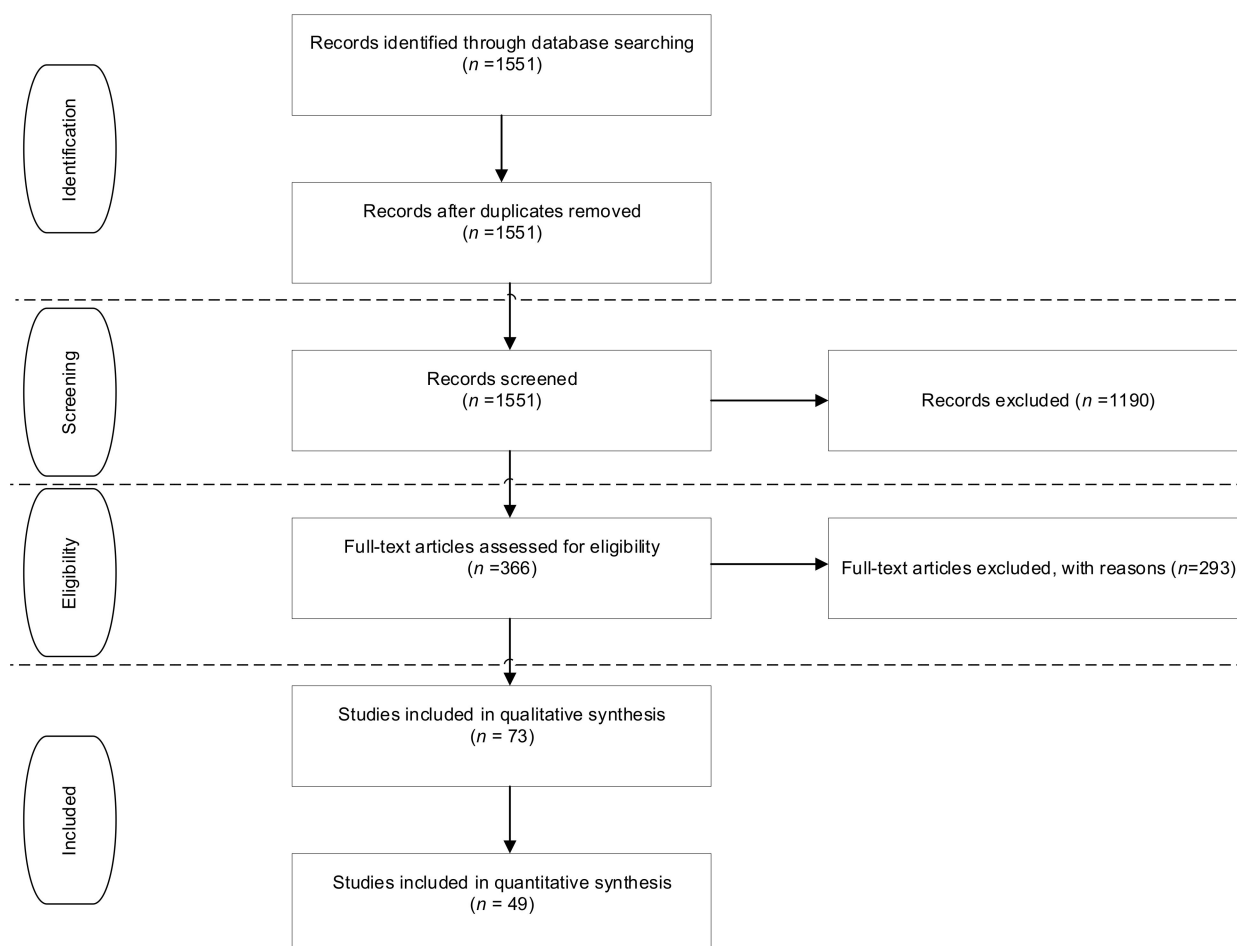 Identification
Records identified through database searching
(n =1551)
Records after duplicates removed
(n =1551)
Screening
Records screened
(n =1551)
Records excluded (n =1190)
Eligibility
Full-text articles assessed for eligibility
(n =366)
Full-text articles excluded, with reasons (n=293)
Included
Studies included in qualitative synthesis
(n = 73)
Studies included in quantitative synthesis
(n = 49)